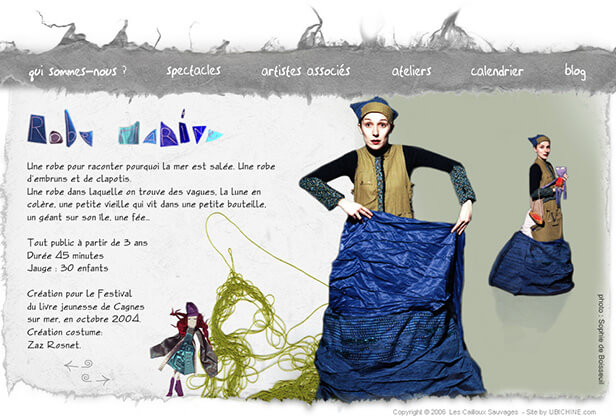 qui sommes-nous ?
spectacles
artistes associés
ateliers
calendrier
blog
Robe Marine
Une robe pour raconter pourquoi la mer est salée. Une robe
d'embruns et de clapotis.
Une robe dans laquelle on trouve des vagues, la lune en
colère, une petite vieille qui vit dans une petite bouteille,
un géant sur son île, une fée...
Tout public à partir de 3 ans
Durée 45 minutes
Jauge : 30 enfants
Création pour le Festival
du livre jeunesse de Cagnes
sur mer, en octobre 2004.
Création costume:
Zaz Rosnet.
photo : Sophie de Boisseuil
Copyright © 2006 Les Cailloux Sauvages - Site by UBICHINE.com